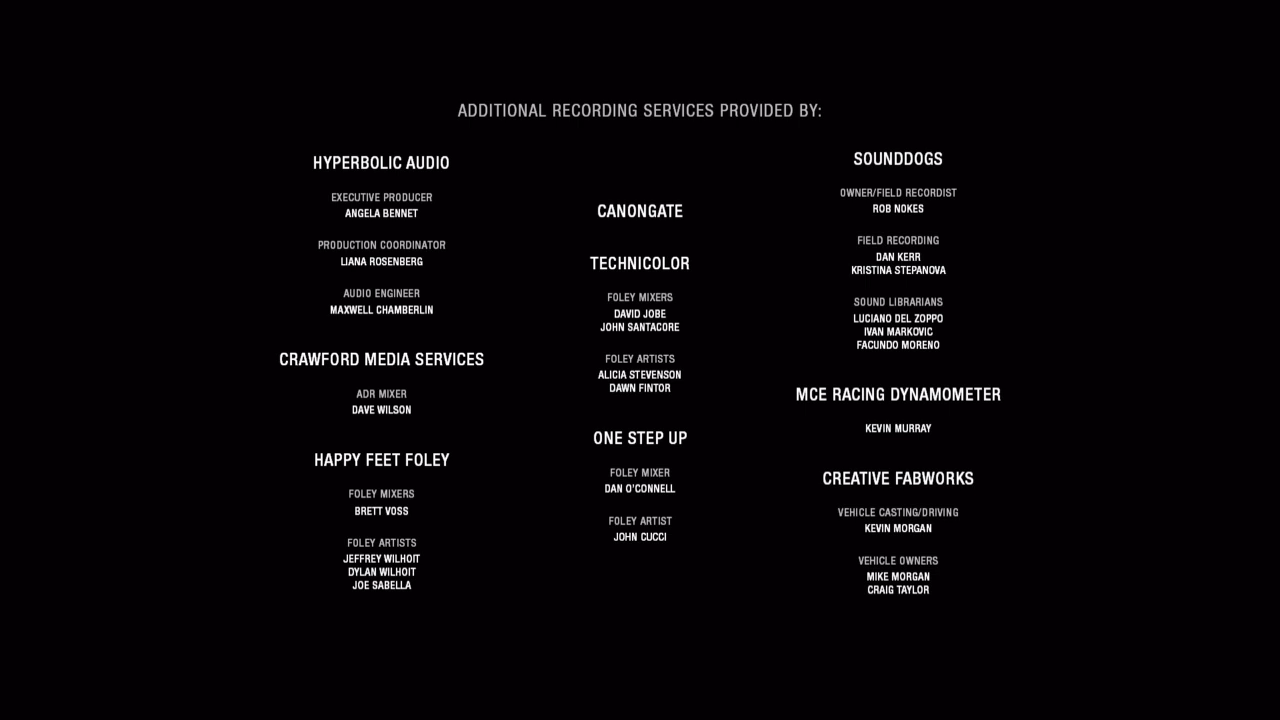 ADDITIONAL RECORDING SERVICES PROVIDED BY:
HYPERBOLIC AUDIO
EXECUTIVE PRODUCER
ANGELA BENNET
PRODUCTION COORDINATOR
LIANA ROSENBERG
AUDIO ENGINEER
MAXWELL CHAMBERLIN
CRAWFORD MEDIA SERVICES
ADR MIXER
DAVE WILSON
HAPPY FEET FOLEY
FOLEY MIXERS
BRETT VOSS
FOLEY ARTISTS
JEFFREY WILHOIT
DYLAN WILHOIT
JOE SABELLA
CANONGATE
TECHNICOLOR
FOLEY MIXERS
DAVID JOBE
JOHN SANTACORE
FOLEY ARTISTS
ALICIA STEVENSON
DAWN FINTOR
ONE STEP UP
FOLEY MIXER
DAN O'CONNELL
FOLEY ARTIST
JOHN CUCCI
SOUNDDOGS
OWNER/FIELD RECORDIST
ROB NOKES
FIELD RECORDING
DAN KERR
KRISTINA STEPANOVA
SOUND LIBRARIANS
LUCIANO DEL ZOPPO
IVAN MARKOVIC
FACUNDO MORENO
MCE RACING DYNAMOMETER
KEVIN MURRAY
CREATIVE FABWORKS
VEHICLE CASTING/DRIVING
KEVIN MORGAN
VEHICLE OWNERS
MIKE MORGAN
CRAIG TAYLOR